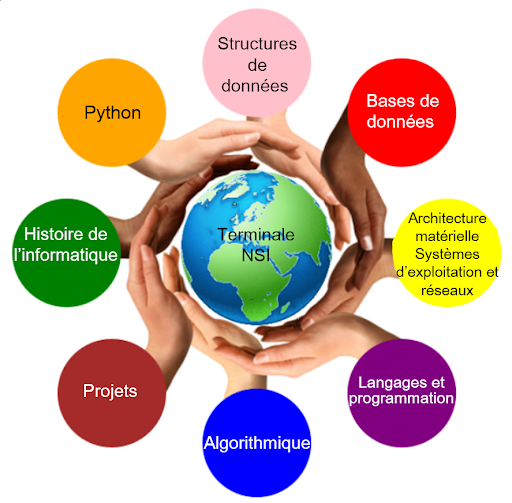 Structures
de
données
Bases de
données
Architecture
matérielle
Systèmes
d'exploitation et
réseaux
Langages et
programmation
Algorithmique
Projets
Histoire de
l'informatique
Python
Terminale
NSI